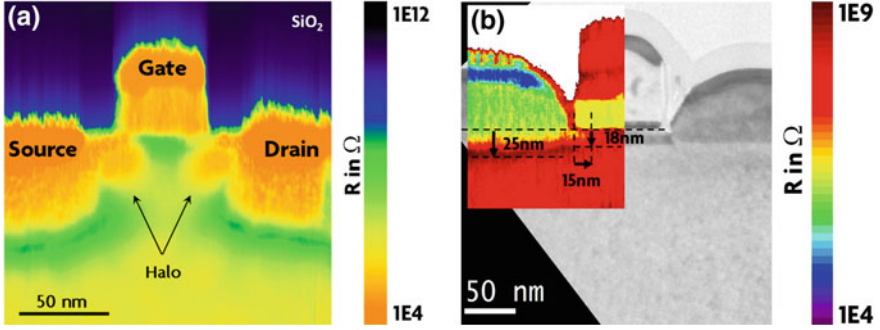 (a)
SiO₂
Gate
Source
Drain
Halo
50 nm
1E12
R in Ω
1E4
(b)
25nm
18nm
15nm
50 nm
1E9
R in Ω
1E4